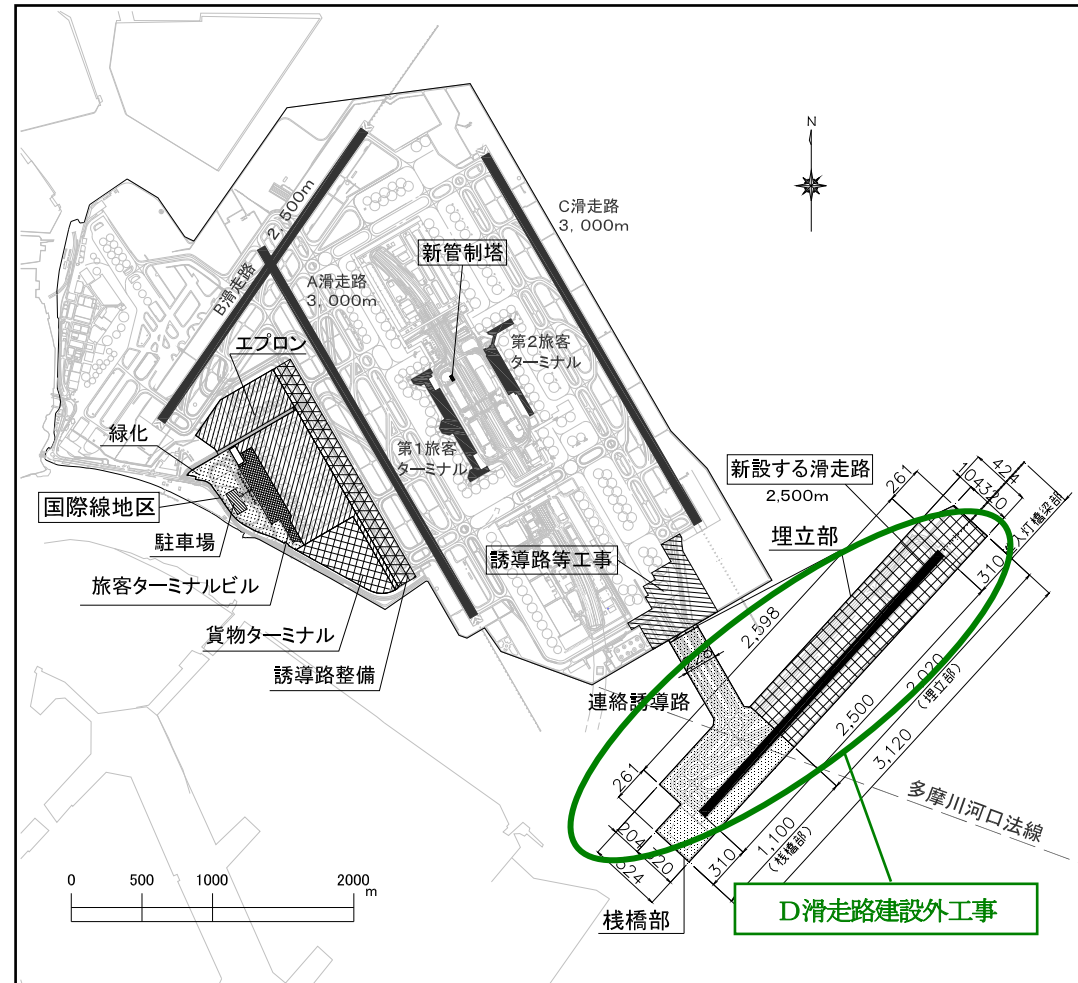 N
C滑走路
3, 000m
2, 500m
B滑走路
新管制塔
A滑走路
3, 000m
エプロン
第2旅客
ターミナル
緑化
第1旅客
ターミナル
国際線地区
駐車場
旅客ターミナルビル
貨物ターミナル
誘導路整備
誘導路等工事
新設する滑走路
2,500m
埋立部
261
104
320
424
310
2,598
連絡誘導路
2,020
(埋立部)
2,500
3,120
261
多摩川河口法線
204
320
524
310
1,100
(桟橋部)
桟橋部
0 500 1000 2000
m
D滑走路建設外工事